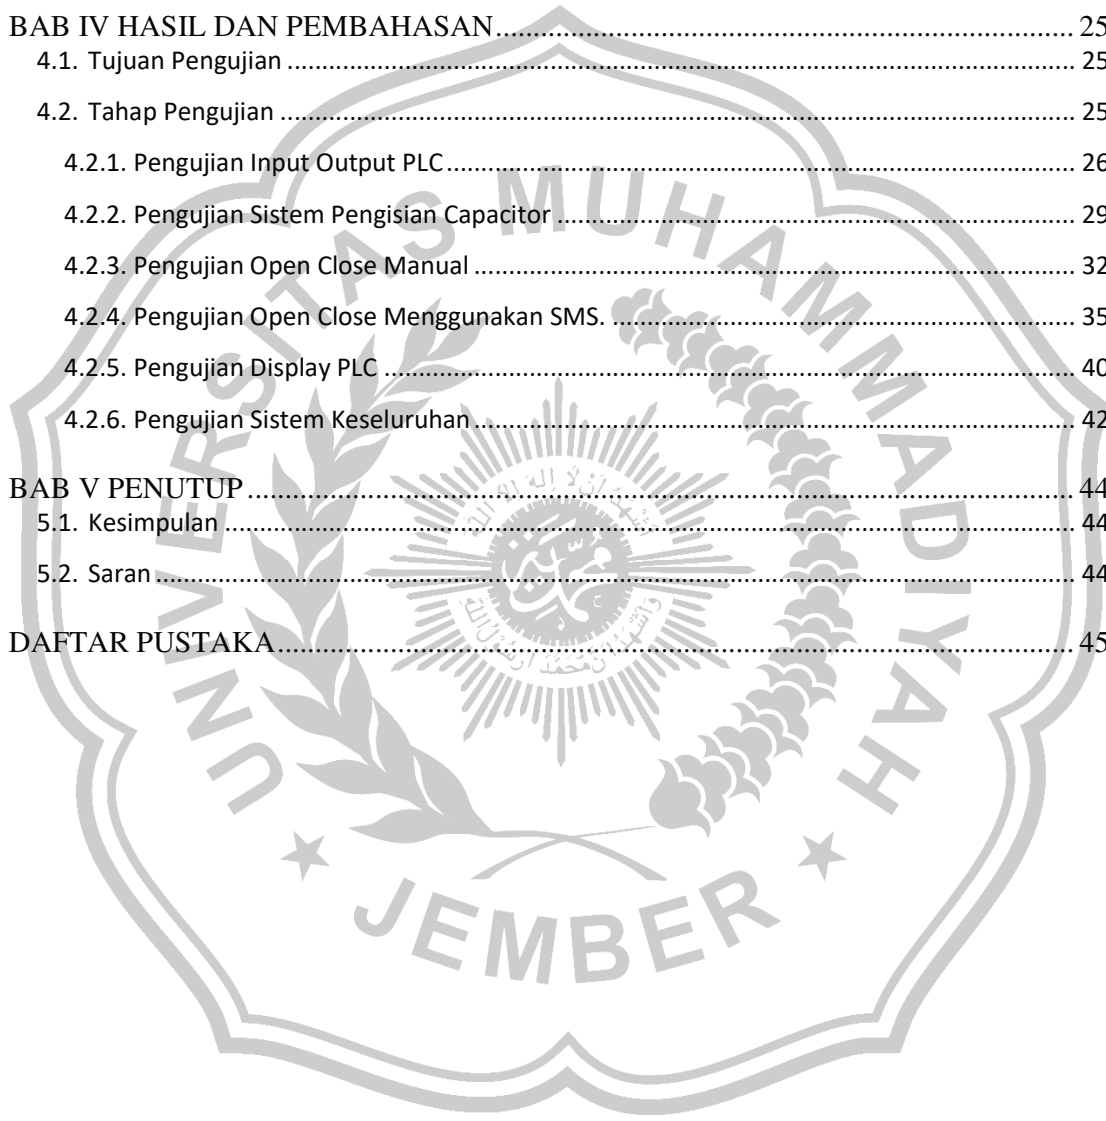 BAB IV HASIL DAN PEMBAHASAN.......... 25
4.1. Tujuan Pengujian .......... 25
4.2. Tahap Pengujian .......... 25
4.2.1. Pengujian Input Output PLC .......... 26
4.2.2. Pengujian Sistem Pengisian Capacitor .......... 29
4.2.3. Pengujian Open Close Manual .......... 32
4.2.4. Pengujian Open Close Menggunakan SMS. .......... 35
4.2.5. Pengujian Display PLC .......... 40
4.2.6. Pengujian Sistem Keseluruhan .......... 42
BAB V PENUTUP .......... 44
5.1. Kesimpulan .......... 44
5.2. Saran .......... 44
DAFTAR PUSTAKA.......... 45
UNIVERSITAS MUHAMMADIYAH
JEMBER